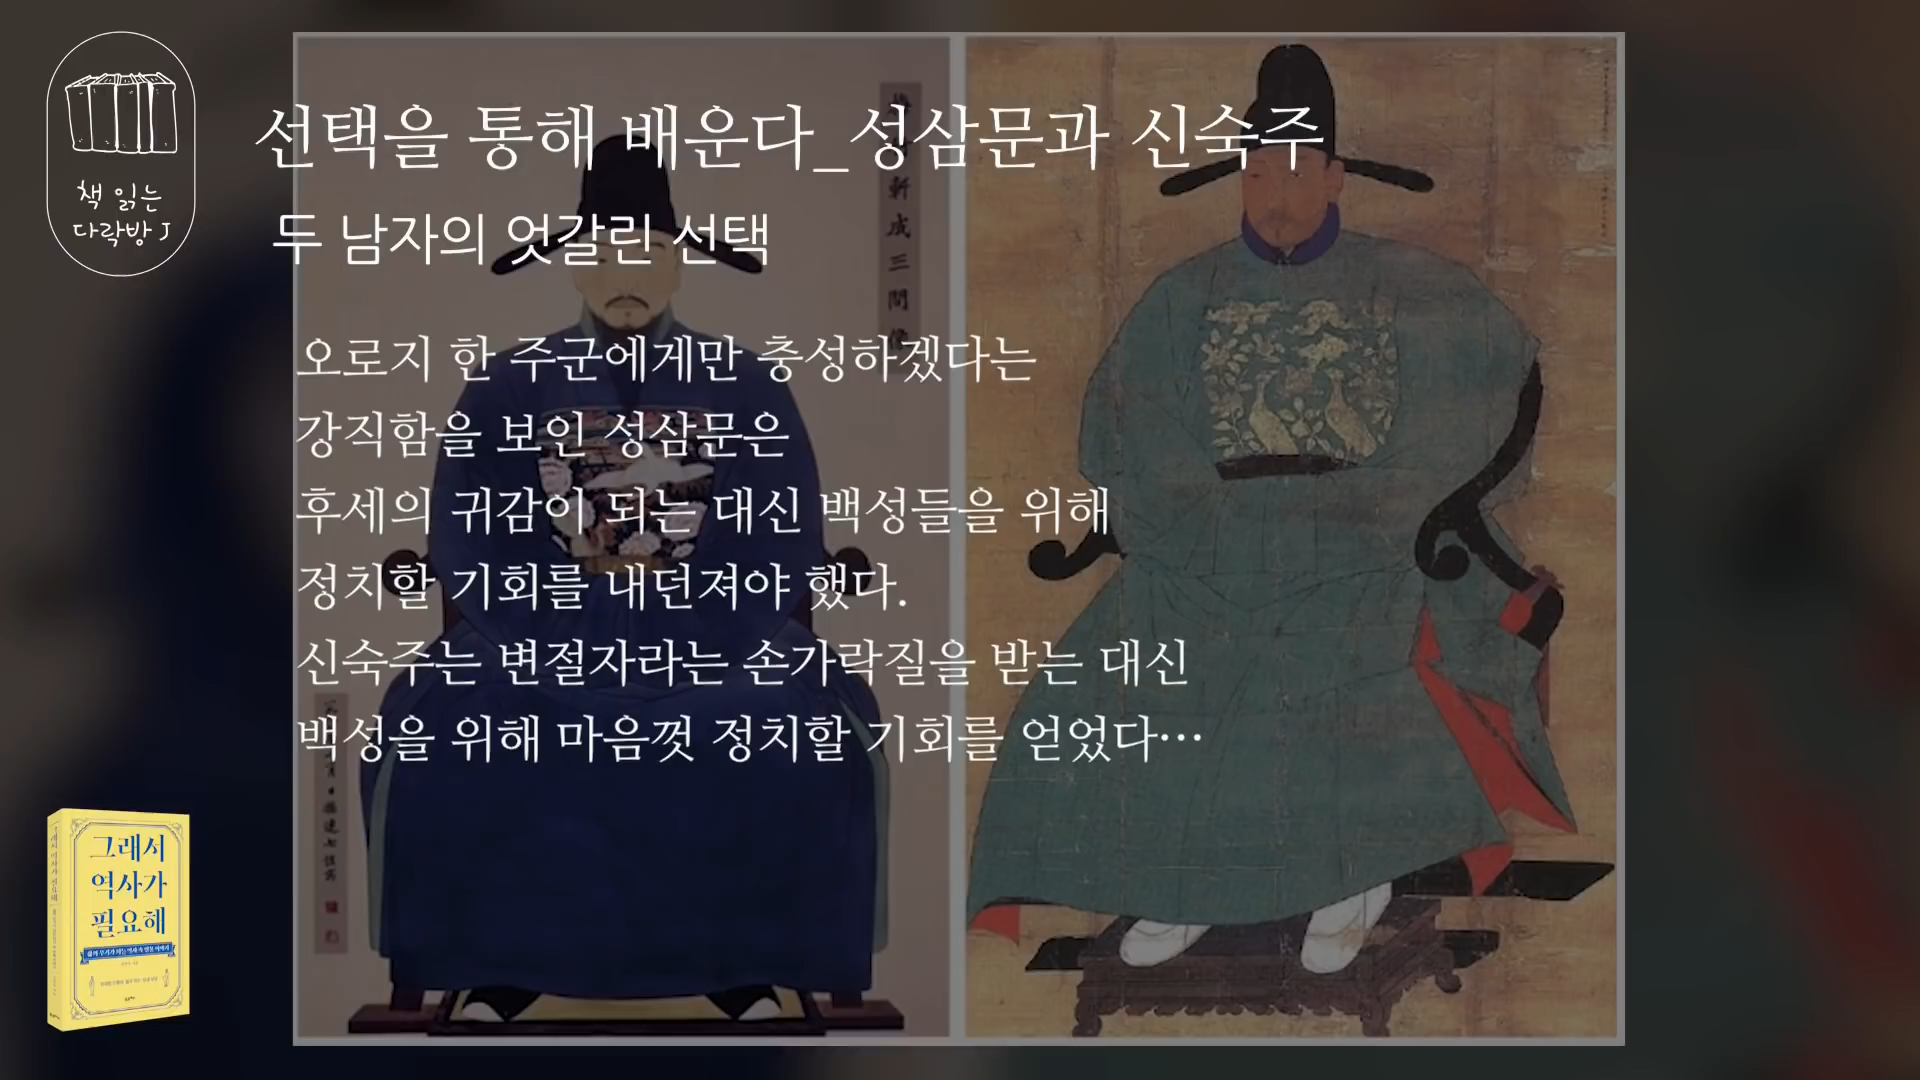 책 읽는
다락방 J
선택을 통해 배운다_성삼문과 신숙주
두 남자의 엇갈린 선택
오로지 한 주군에게만 충성하겠다는
강직함을 보인 성삼문은
후세의 귀감이 되는 대신 백성들을 위해
정치할 기회를 내던져야 했다.
신숙주는 변절자라는 손가락질을 받는 대신
백성을 위해 마음껏 정치할 기회를 얻었다…
軒成三問像
그래서
역사가
필요해